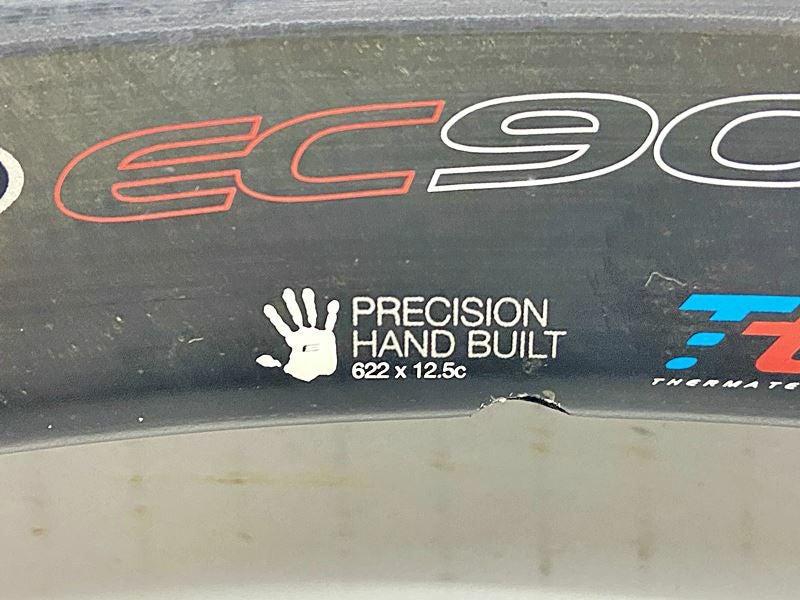 EC90
PRECISION
HAND BUILT
622 x 12.5c